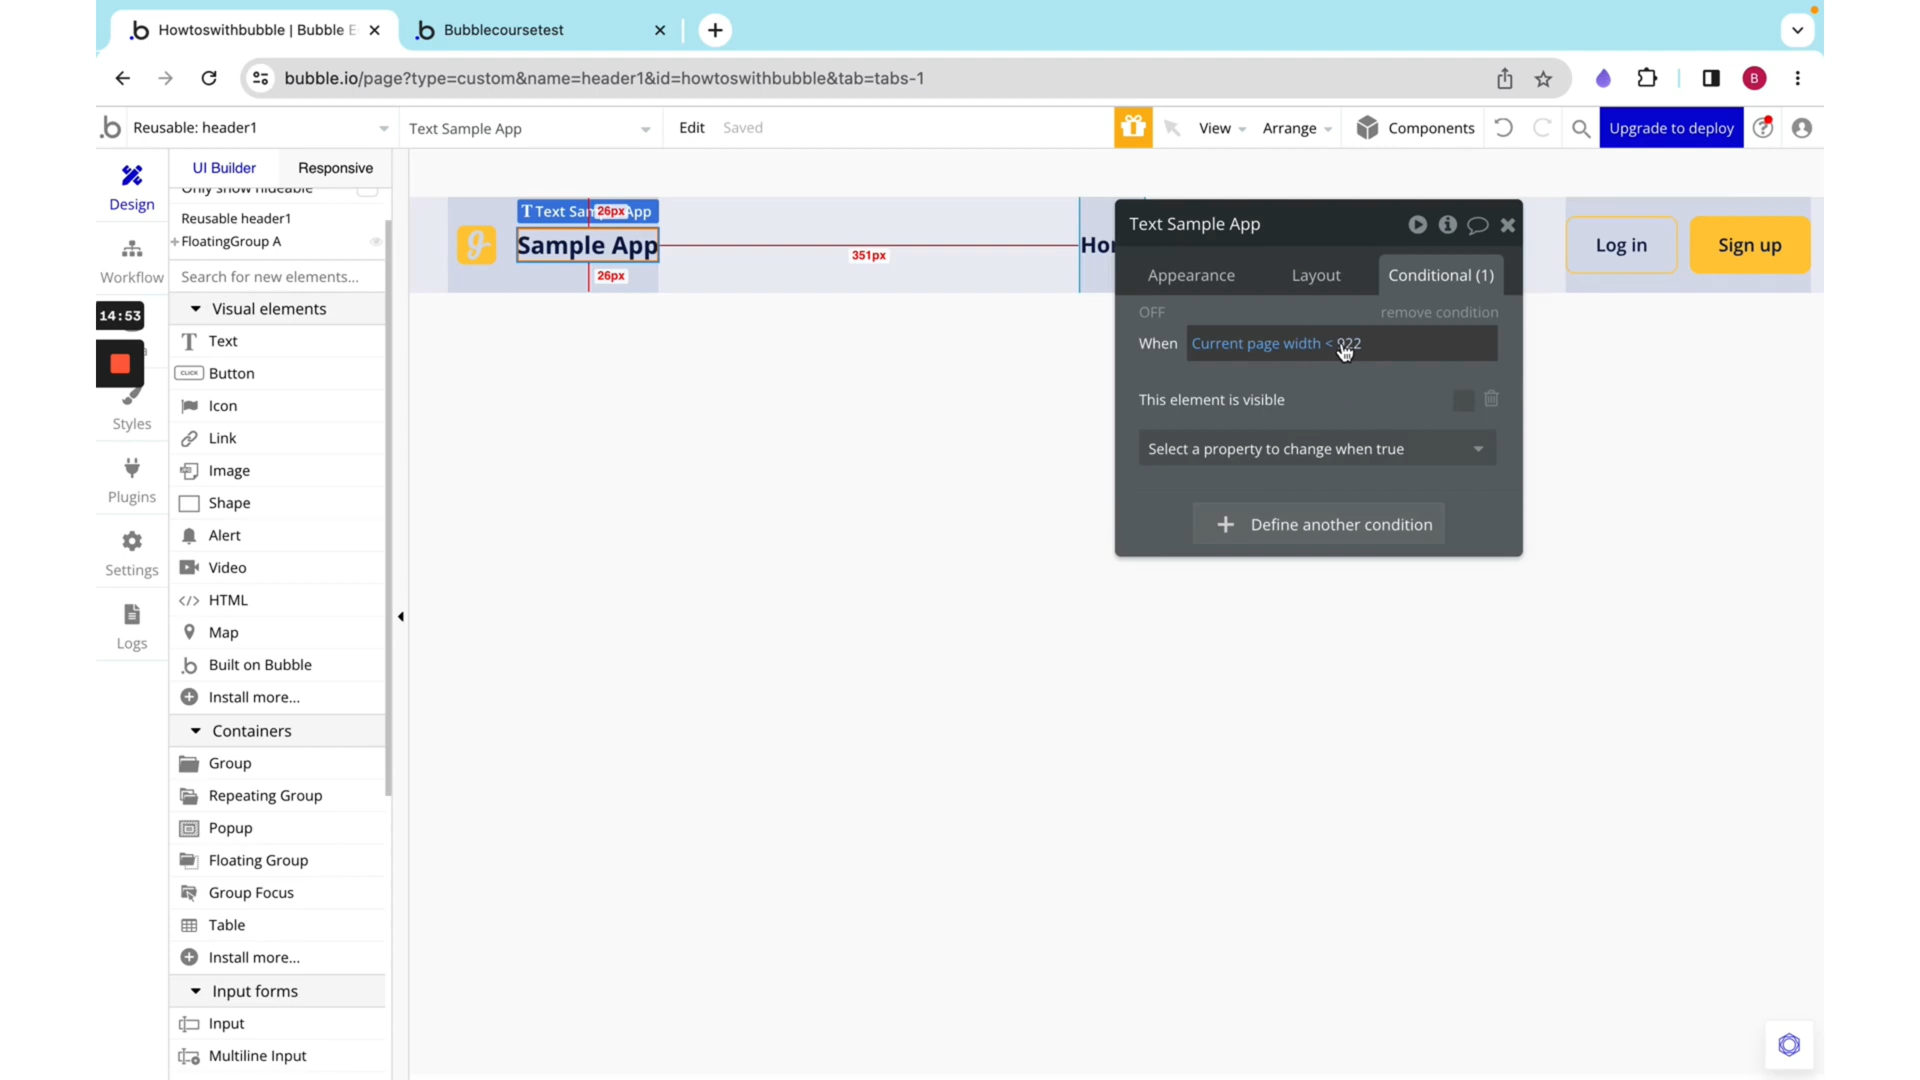 Howtoswithbubble | Bubble E
Bubblecoursetest
bubble.io/page?type=custom&name=header1&id=howtoswithbubble&tab=tabs-1
B
Reusable: header1
Text Sample App
Edit
Saved
View
Arrange
Components
Upgrade to deploy
UI Builder
Responsive
Design
Only show hideable
Reusable header1
FloatingGroup A
Search for new elements...
Workflow
14:53
Styles
Plugins
Settings
Logs
Visual elements
Text
Button
CLICK
Icon
Link
Image
Shape
Alert
Video
HTML
Map
Built on Bubble
Install more...
Containers
Group
Repeating Group
Popup
Floating Group
Group Focus
Table
Install more...
Input forms
Input
Multiline Input
26px
Sample App
26px
351px
Log in
Sign up
Text Sample App
Appearance
Layout
Conditional (1)
OFF
remove condition
When
Current page width <
This element is visible
Select a property to change when true
Define another condition